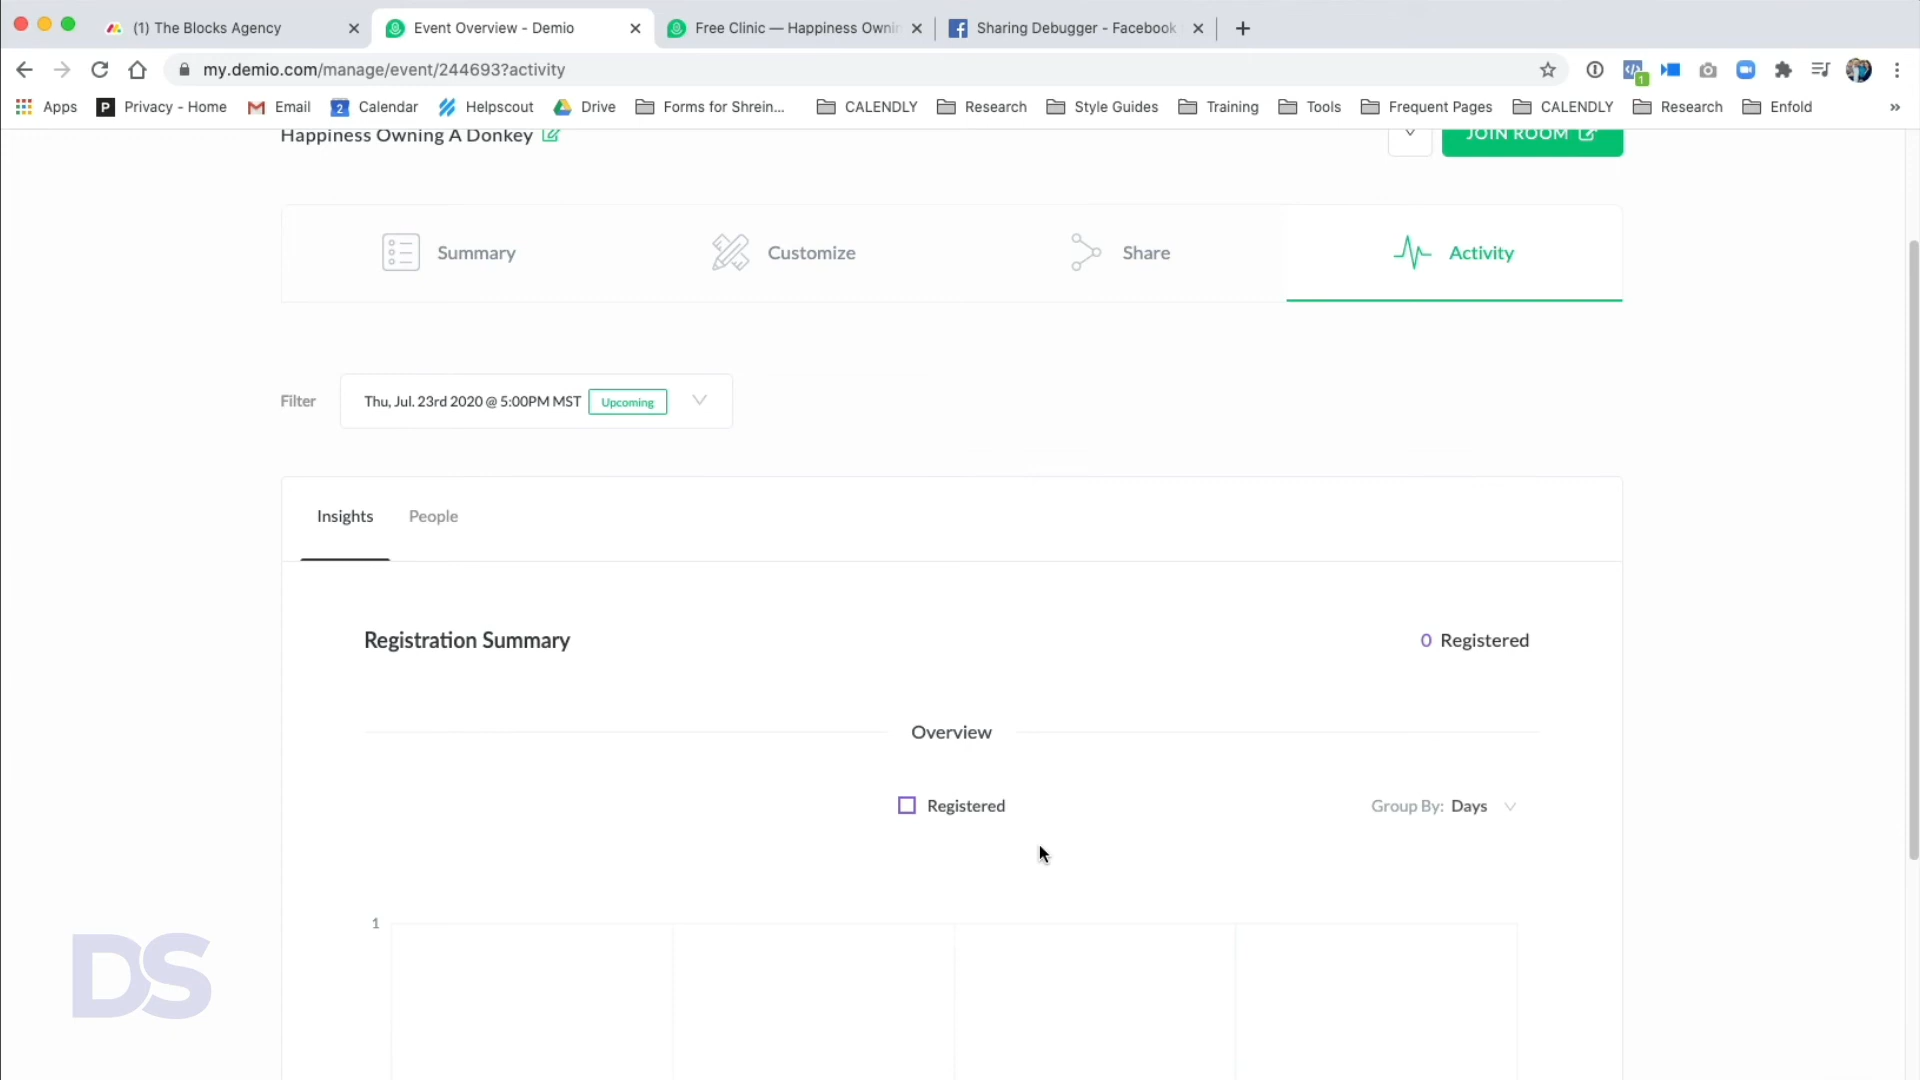 (1) The Blocks Agency
Event Overview - Demio
Free Clinic — Happiness Ownin
Sharing Debugger - Facebook
my.demio.com/manage/event/244693?activity
1
Apps
P Privacy - Home
Email
2 Calendar
Helpscout
Drive
Forms for Shrein...
CALENDLY
Research
Style Guides
Training
Tools
Frequent Pages
CALENDLY
Research
Enfold
»
Happiness Owning A Donkey
JOIN ROOM
Summary
Customize
Share
Activity
Filter
Thu, Jul. 23rd 2020 @ 5:00PM MST Upcoming
Insights
People
Registration Summary
0 Registered
Overview
Registered
Group By: Days
1
DS